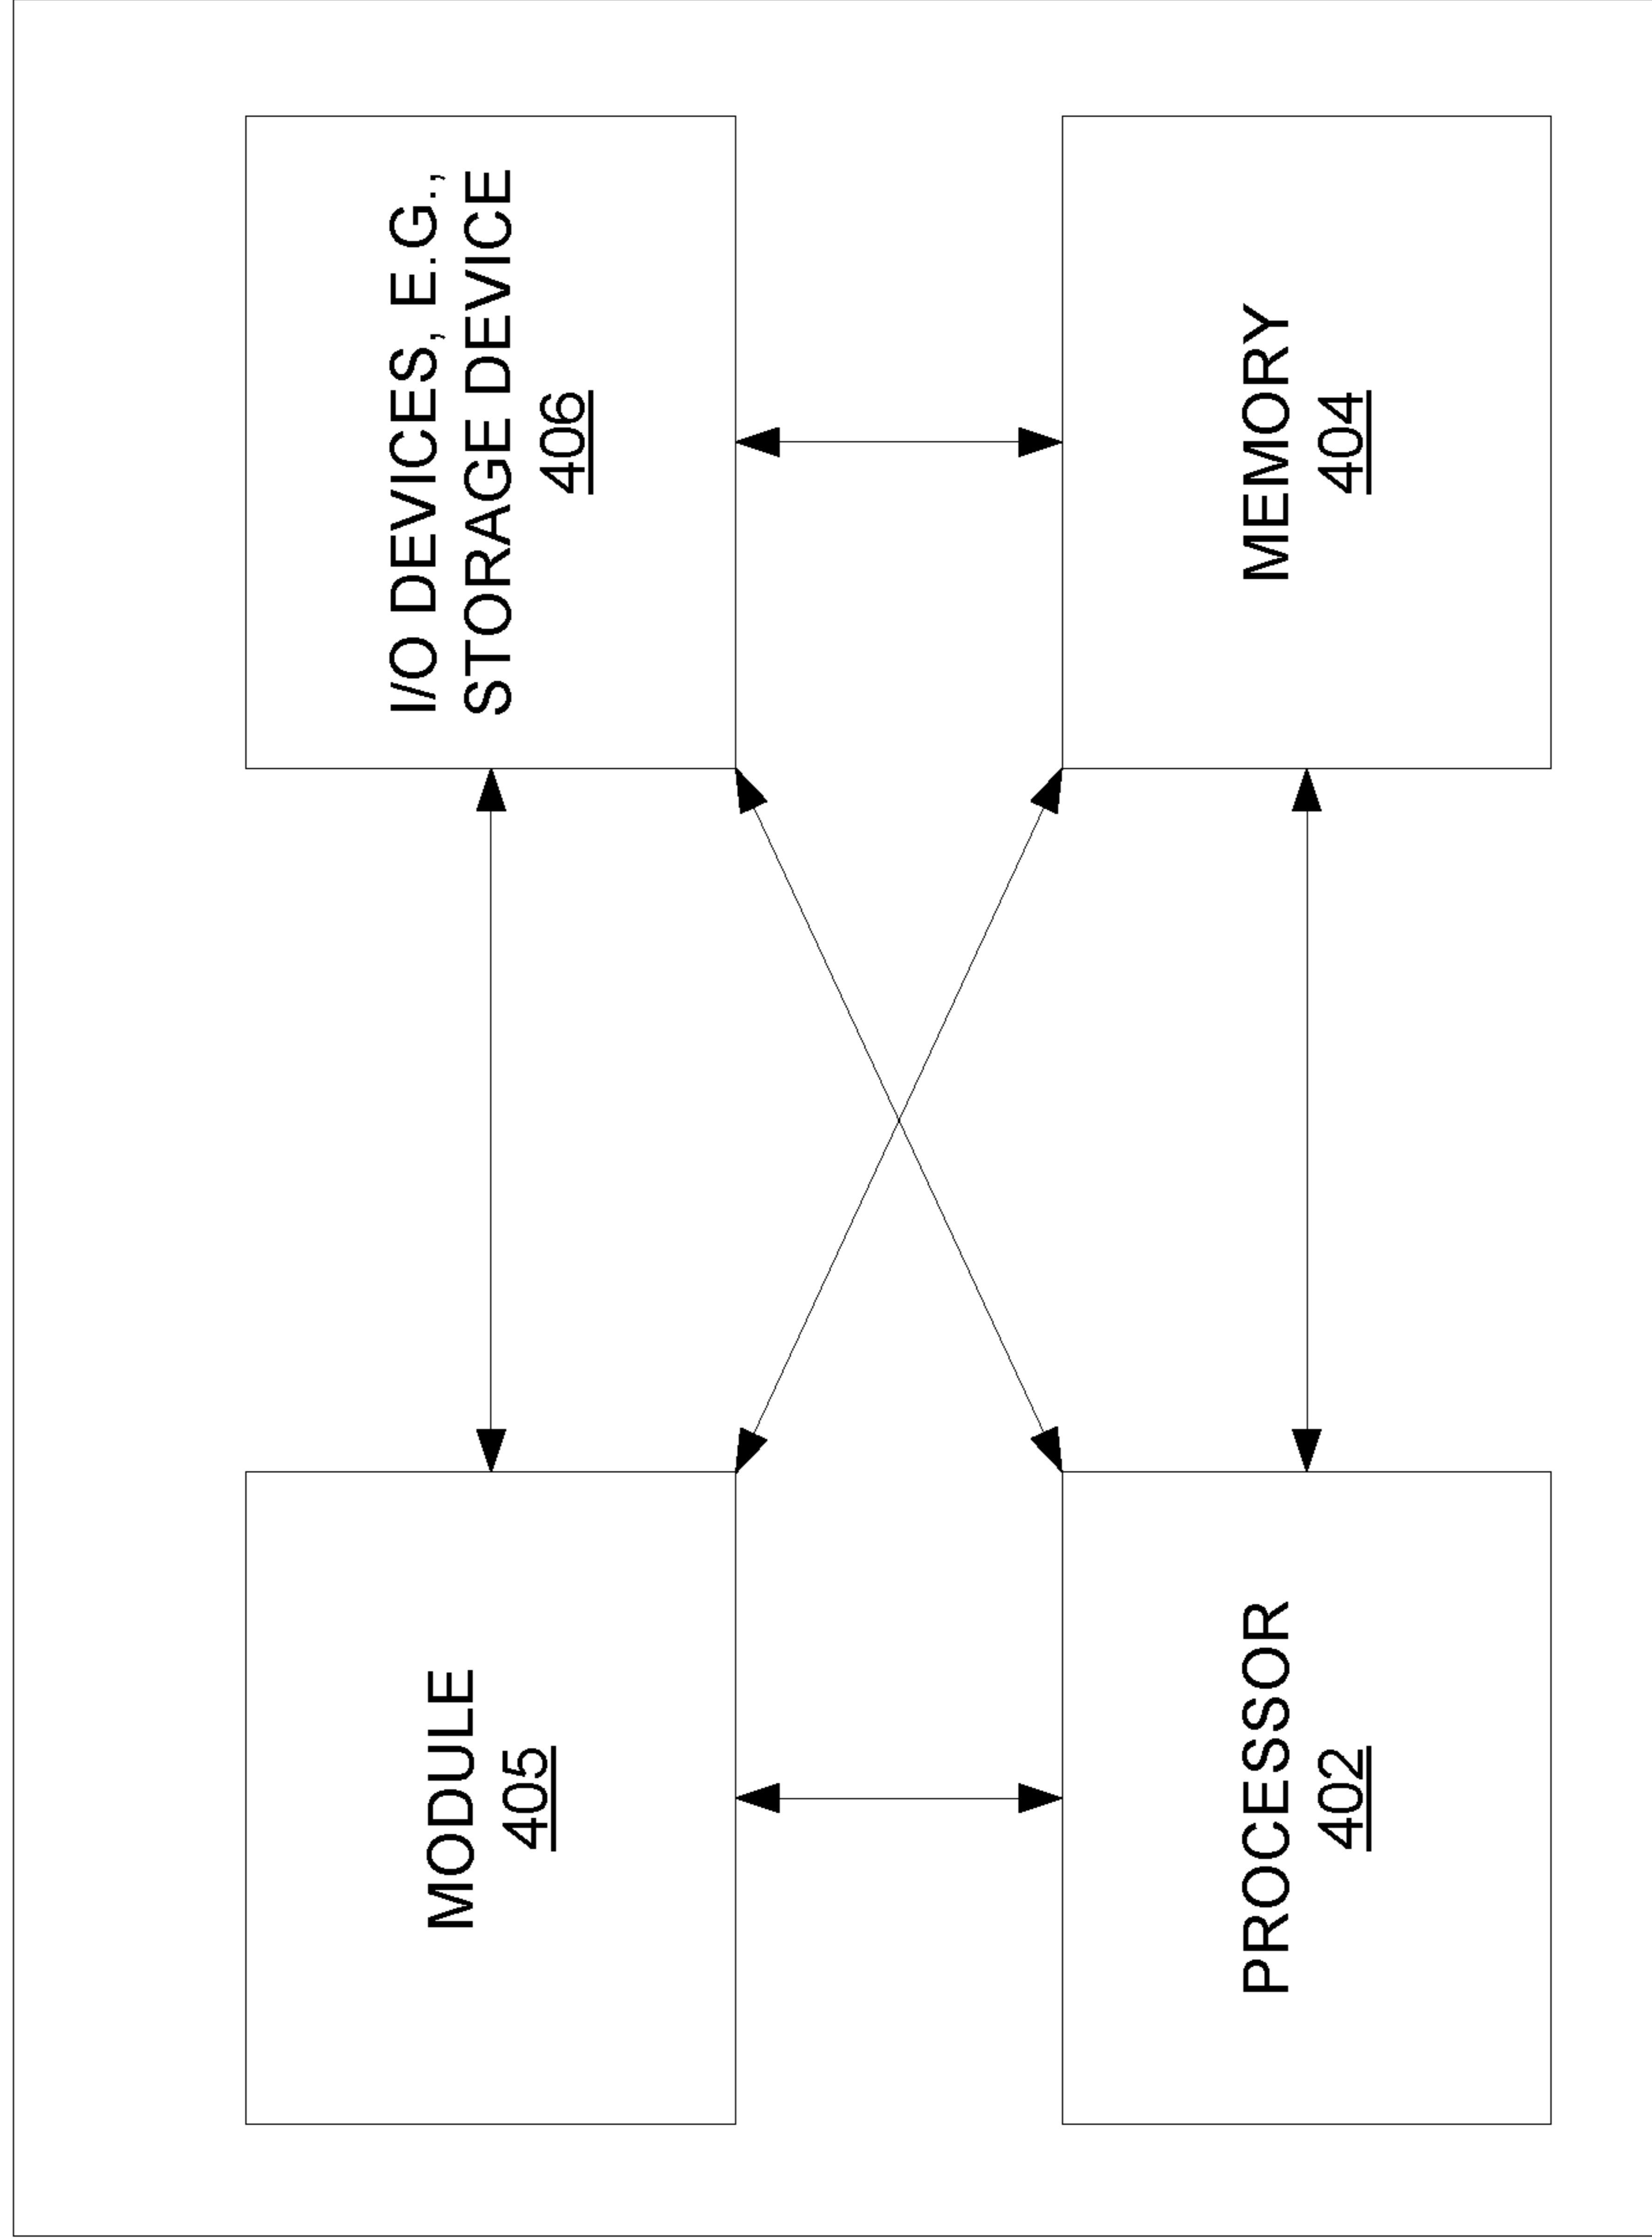 MODULE
405
I/O DEVICES, E.G.,
STORAGE DEVICE
406
PROCESSOR
402
MEMORY
404